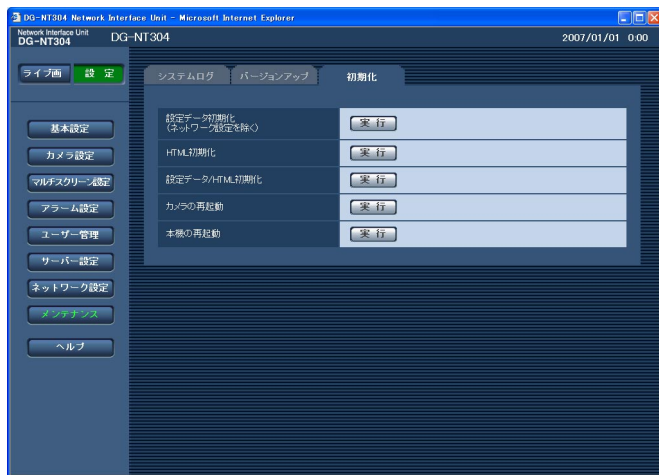 DG-NT304 Network Interface Unit - Microsoft Internet Explorer
Network Interface Unit
DG-NT304
DG-NT304
2007/01/01 0:00
ライブ画
設 定
システムログ
バージョンアップ
初期化
設定データ初期化
(ネットワーク設定を除く)
実 行
HTML初期化
実 行
設定データ/HTML初期化
実 行
カメラの再起動
実 行
本機の再起動
実 行
基本設定
カメラ設定
マルチスクリーン設定
アラーム設定
ユーザー管理
サーバー設定
ネットワーク設定
メンテナンス
ヘルプ